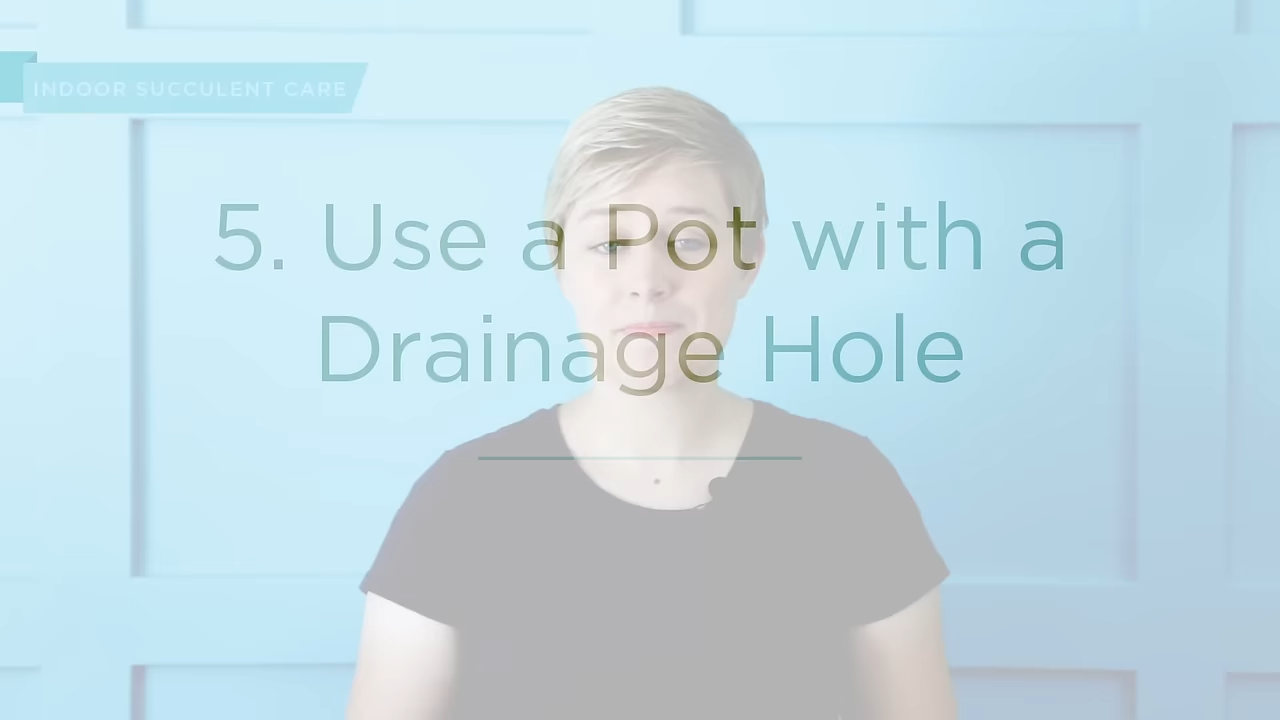 INDOOR SUCCULENT CARE
5. Use a Pot with a
Drainage Hole